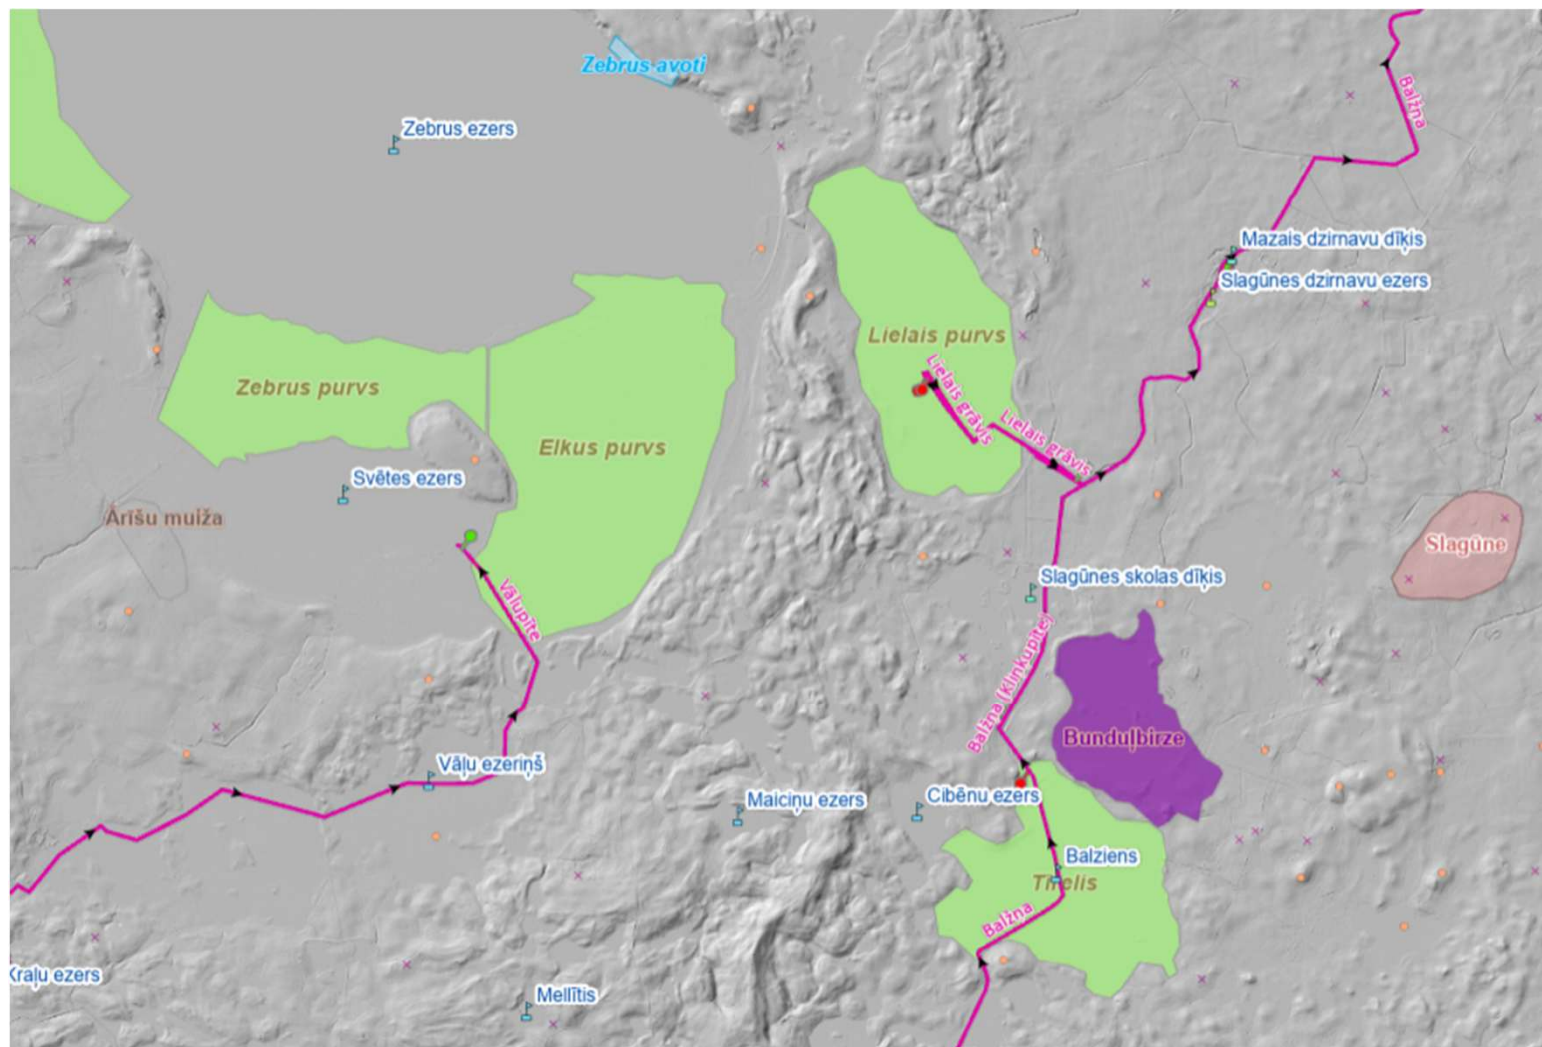 Zebrus avoti
Balžna
Zebrus ezers
Mazais dzirnavu dīķis
Slagūnes dzirnavu ezers
Lielais purvs
Lielais grāvis
Zebrus purvs
Lielais grāvis
Elkus purvs
Svētes ezers
Ārīšu muiža
Slagūne
Slagūnes skolas dīķis
Vāļupīte
Balžna (Klinkupīte)
Bunduļbirze
Vāļu ezeriņš
Maiciņu ezers
Cibēnu ezers
Balziens
Tīrelis
Balžna
Kraļu ezers
Mellītis